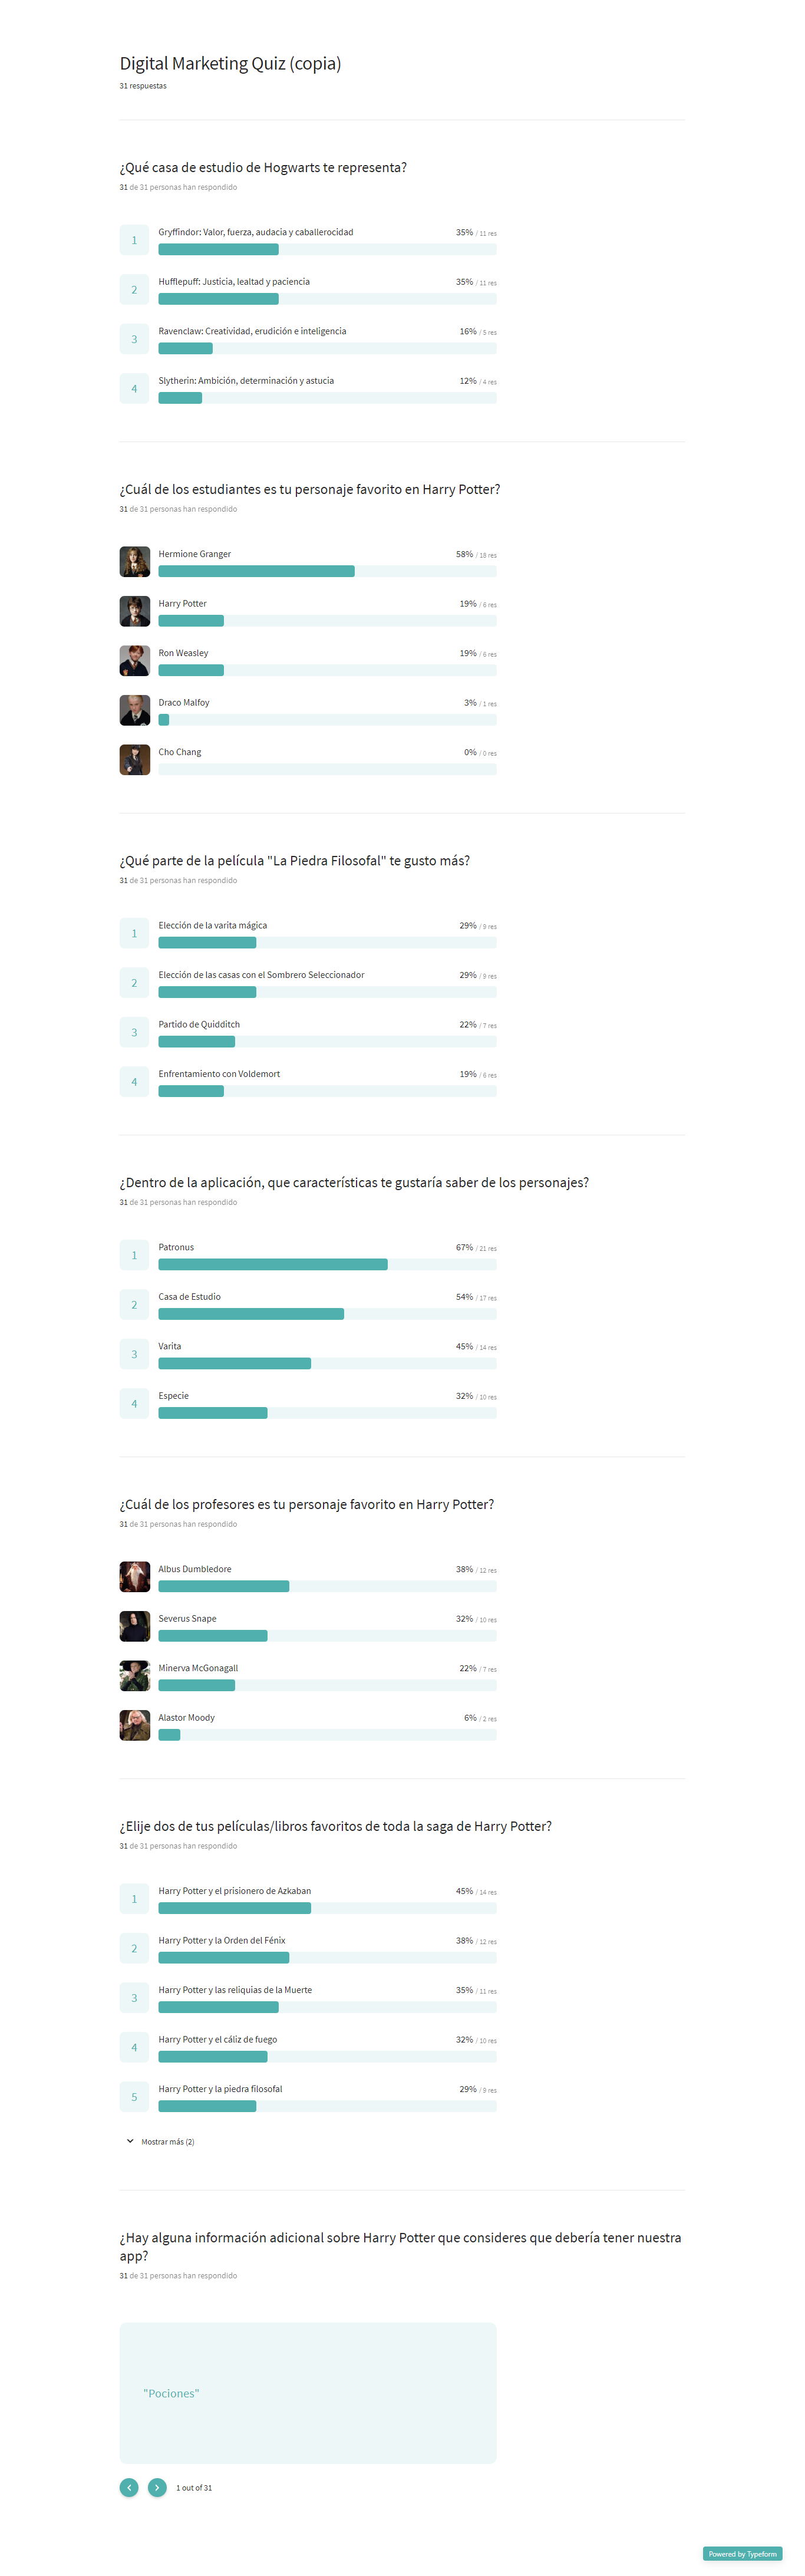 Digital Marketing Quiz (copia)
31 respuestas
¿Qué casa de estudio de Hogwarts te representa?
31 de 31 personas han respondido
1 Gryffindor: Valor, fuerza, audacia y caballerocidad 35% / 11 res
2 Hufflepuff: Justicia, lealtad y paciencia 35% / 11 res
3 Ravenclaw: Creatividad, erudición e inteligencia 16% / 5 res
4 Slytherin: Ambición, determinación y astucia 12% / 4 res
¿Cuál de los estudiantes es tu personaje favorito en Harry Potter?
31 de 31 personas han respondido
Hermione Granger 58% / 18 res
Harry Potter 19% / 6 res
Ron Weasley 19% / 6 res
Draco Malfoy 3% / 1 res
Cho Chang 0% / 0 res
¿Qué parte de la película "La Piedra Filosofal" te gusto más?
31 de 31 personas han respondido
1 Elección de la varita mágica 29% / 9 res
2 Elección de las casas con el Sombrero Seleccionador 29% / 9 res
3 Partido de Quidditch 22% / 7 res
4 Enfrentamiento con Voldemort 19% / 6 res
¿Dentro de la aplicación, que características te gustaría saber de los personajes?
31 de 31 personas han respondido
1 Patronus 67% / 21 res
2 Casa de Estudio 54% / 17 res
3 Varita 45% / 14 res
4 Especie 32% / 10 res
¿Cuál de los profesores es tu personaje favorito en Harry Potter?
31 de 31 personas han respondido
Albus Dumbledore 38% / 12 res
Severus Snape 32% / 10 res
Minerva McGonagall 22% / 7 res
Alastor Moody 6% / 2 res
¿Elije dos de tus películas/libros favoritos de toda la saga de Harry Potter?
31 de 31 personas han respondido
1 Harry Potter y el prisionero de Azkaban 45% / 14 res
2 Harry Potter y la Orden del Fénix 38% / 12 res
3 Harry Potter y las reliquias de la Muerte 35% / 11 res
4 Harry Potter y el cáliz de fuego 32% / 10 res
5 Harry Potter y la piedra filosofal 29% / 9 res
Mostrar más (2)
¿Hay alguna información adicional sobre Harry Potter que consideres que debería tener nuestra
app?
31 de 31 personas han respondido
"Pociones"
1 out of 31
Powered by Typeform